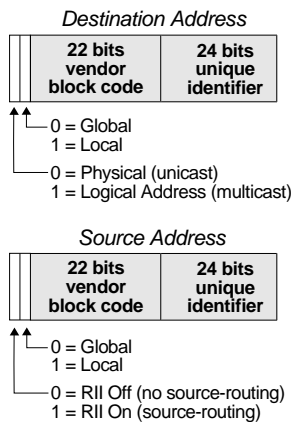 Destination Address
22 bits vendor block code
24 bits unique identifier
0 = Global
1 = Local
0 = Physical (unicast)
1 = Logical Address (multicast)
Source Address
22 bits vendor block code
24 bits unique identifier
0 = Global
1 = Local
0 = RII Off (no source-routing)
1 = RII On (source-routing)